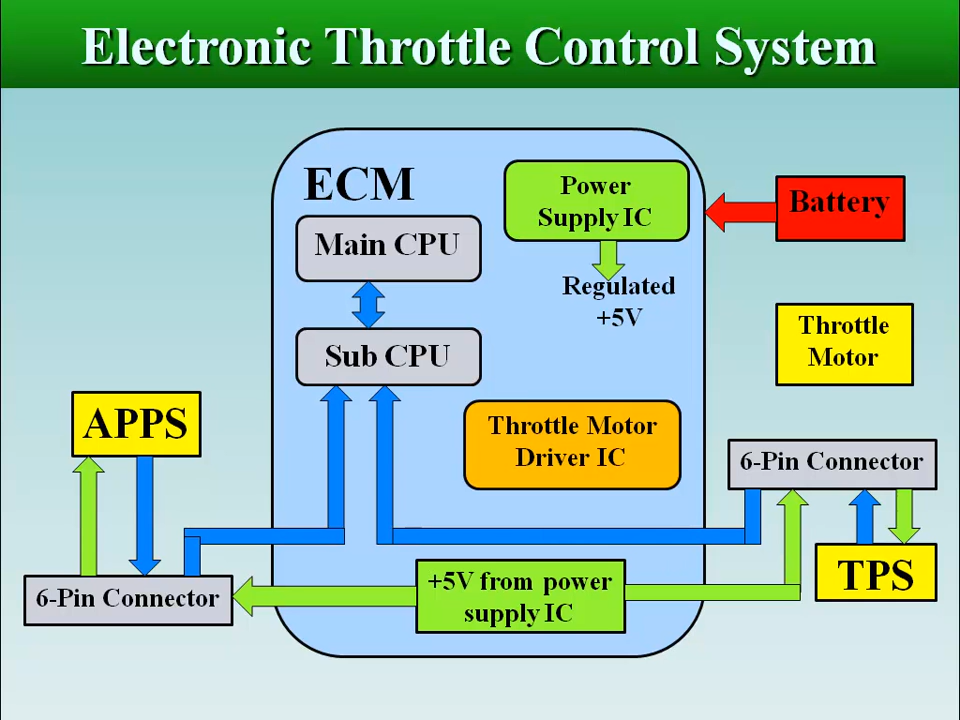 Electronic Throttle Control System
ECM
Power
Supply IC
Battery
Main CPU
Regulated
+5V
Throttle
Motor
Sub CPU
APPS
Throttle Motor
Driver IC
6-Pin Connector
TPS
+5V from power
supply IC
6-Pin Connector